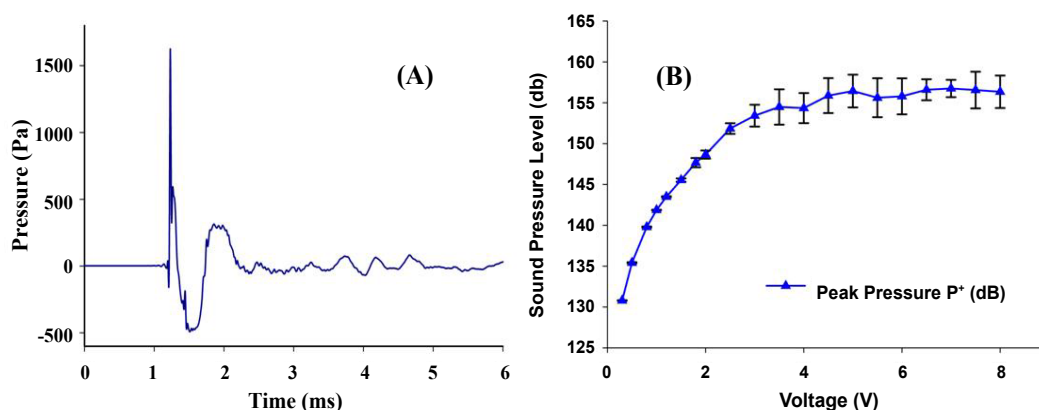 (A)
Pressure (Pa)
1500
1000
500
0
-500
0 1 2 3 4 5 6
Time (ms)
(B)
Sound Pressure Level (db)
165
160
155
150
145
140
135
130
125
Peak Pressure P⁺ (dB)
0 2 4 6 8
Voltage (V)